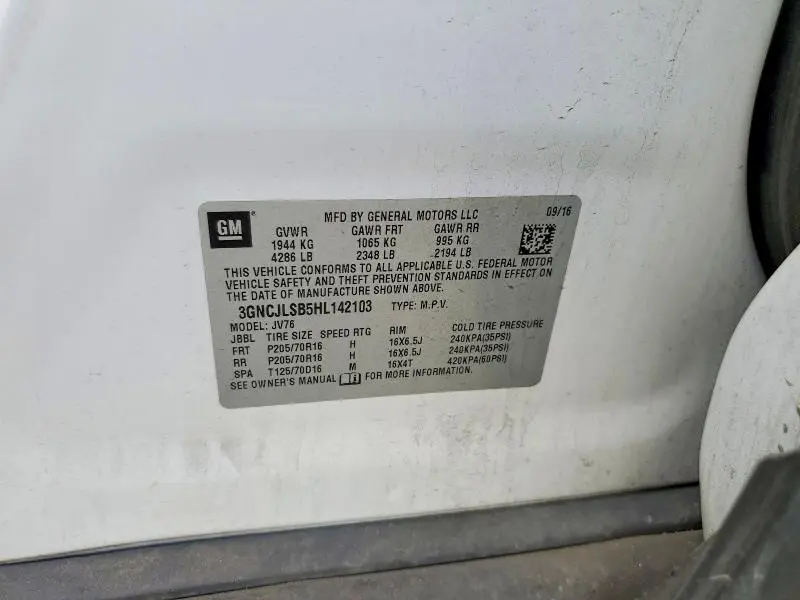 GM
MFD BY GENERAL MOTORS LLC 09/16
GVWR GAWR FRT GAWR RR
1944 KG 1065 KG 995 KG
4286 LB 2348 LB 2194 LB
THIS VEHICLE CONFORMS TO ALL APPLICABLE U.S. FEDERAL MOTOR
VEHICLE SAFETY AND THEFT PREVENTION STANDARDS IN EFFECT ON
THE DATE OF MANUFACTURE SHOWN ABOVE.
3GNCJLSB5HL142103 TYPE: M.P.V.
MODEL: JV76
JBBL TIRE SIZE SPEED RTG RIM COLD TIRE PRESSURE
FRT P205/70R16 H 16X6.5J 240KPA(35PSI)
RR P205/70R16 H 16X6.5J 240KPA(35PSI)
SPA T125/70D16 M 16X4T 420KPA(60PSI)
SEE OWNER'S MANUAL FOR MORE INFORMATION.